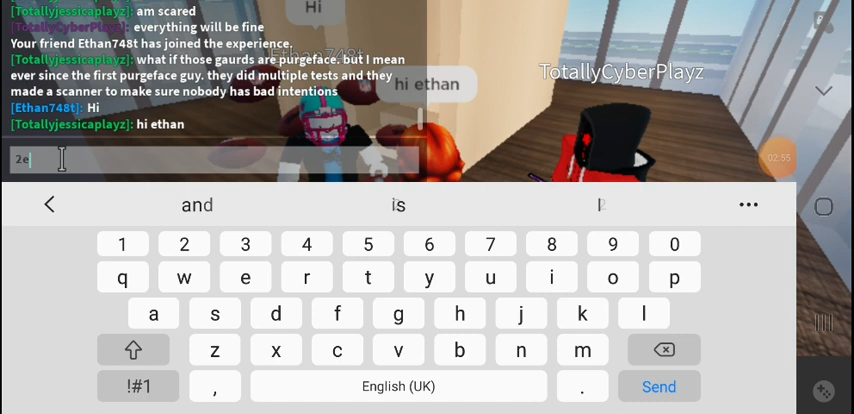 [Totallyjessicaplayz]: am scared
[TotallyCyberPlayz]: everything will be fine
Your friend Ethan748t has joined the experience.
[Totallyjessicaplayz]: what if those gaurds are purgeface. but I mean
ever since the first purgeface guy. they did multiple tests and they
made a scanner to make sure nobody has bad intentions
[Ethan748t]: Hi
[Totallyjessicaplayz]: hi ethan
Hi
Ethan748t
hi ethan
TotallyCyberPlayz
02:55
2e
and is
1 2 3 4 5 6 7 8 9 0
q w e r t y u i o p
a s d f g h j k l
z x c v b n m
!#1 , English (UK) . Send